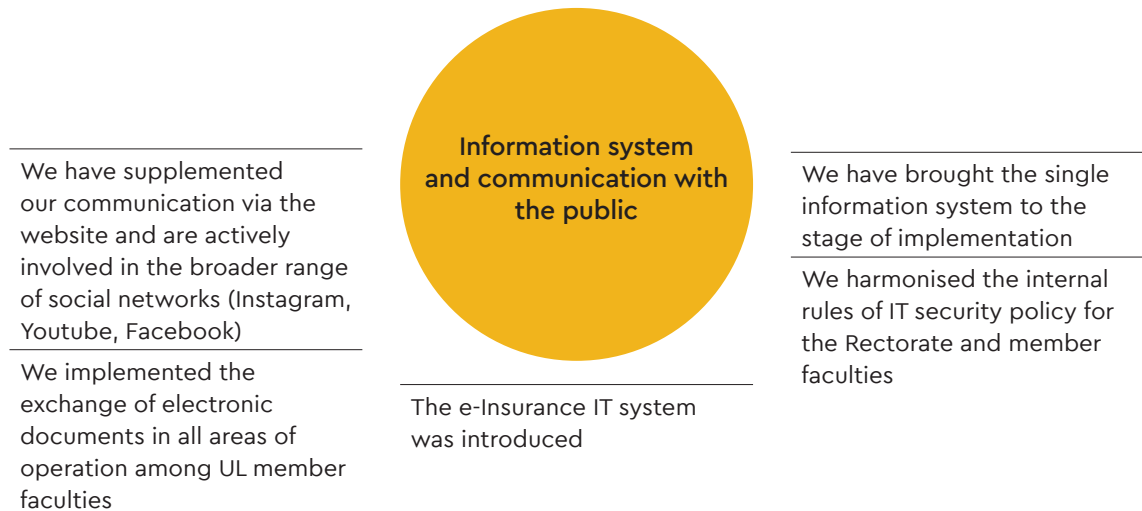 Information system
and communication with
the public
We have supplemented
our communication via the
website and are actively
involved in the broader range
of social networks (Instagram,
Youtube, Facebook)
We implemented the
exchange of electronic
documents in all areas of
operation among UL member
faculties
The e-Insurance IT system
was introduced
We have brought the single
information system to the
stage of implementation
We harmonised the internal
rules of IT security policy for
the Rectorate and member
faculties